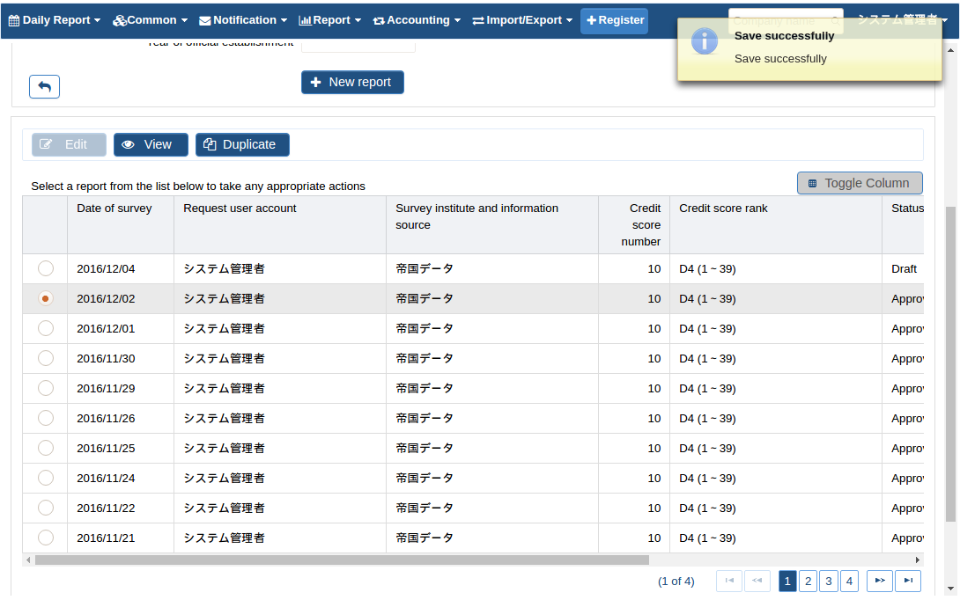 Daily Report Common Notification Report Accounting Import/Export Register システム管理者
Save successfully
Save successfully
Year of official establishment
New report
Edit View Duplicate
Select a report from the list below to take any appropriate actions
Toggle Column
Date of survey Request user account Survey institute and information source Credit score number Credit score rank Status
2016/12/04 システム管理者 帝国データ 10 D4 (1 ~ 39) Draft
2016/12/02 システム管理者 帝国データ 10 D4 (1 ~ 39) Approv
2016/12/01 システム管理者 帝国データ 10 D4 (1 ~ 39) Approv
2016/11/30 システム管理者 帝国データ 10 D4 (1 ~ 39) Approv
2016/11/29 システム管理者 帝国データ 10 D4 (1 ~ 39) Approv
2016/11/26 システム管理者 帝国データ 10 D4 (1 ~ 39) Approv
2016/11/25 システム管理者 帝国データ 10 D4 (1 ~ 39) Approv
2016/11/24 システム管理者 帝国データ 10 D4 (1 ~ 39) Approv
2016/11/22 システム管理者 帝国データ 10 D4 (1 ~ 39) Approv
2016/11/21 システム管理者 帝国データ 10 D4 (1 ~ 39) Approv
(1 of 4) 1 2 3 4